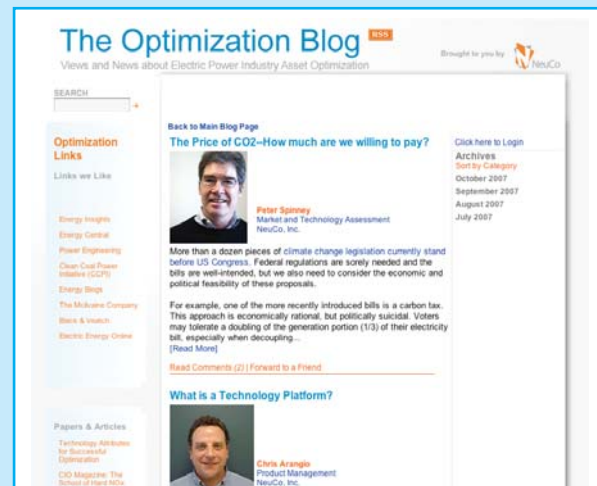 The Optimization Blog
RSS
Views and News about Electric Power Industry Asset Optimization
Brought to you by
NeuCo
SEARCH
Optimization
Links
Links we Like
Energy Insights
Energy Central
Power Engineering
Clean Coal Power
Initiative (CCPI)
Energy Blogs
The McIlvaine Company
Black & Veatch
Electric Energy Online
Papers & Articles
Technology Attributes
for Successful
Optimization
CIO Magazine: The
School of Hard NOx
Back to Main Blog Page
The Price of CO2--How much are we willing to pay?
Peter Spinney
Market and Technology Assessment
NeuCo, Inc.
More than a dozen pieces of climate change legislation currently stand
before US Congress. Federal regulations are sorely needed and the
bills are well-intended, but we also need to consider the economic and
political feasibility of these proposals.
For example, one of the more recently introduced bills is a carbon tax.
This approach is economically rational, but politically suicidal. Voters
may tolerate a doubling of the generation portion (1/3) of their electricity
bill, especially when decoupling...
[Read More]
Read Comments (2) | Forward to a Friend
What is a Technology Platform?
Chris Arangio
Product Management
NeuCo, Inc.
Click here to Login
Archives
Sort by Category
October 2007
September 2007
August 2007
July 2007